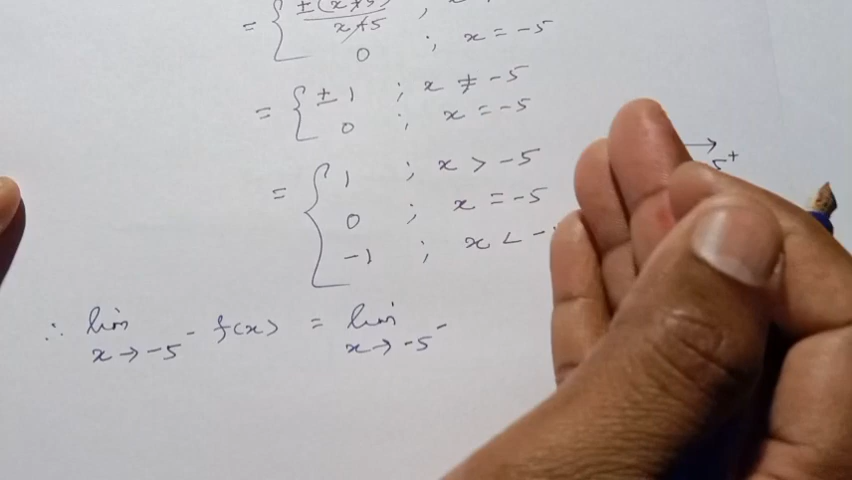 = { ±(x+5) / x+5 ;
0 ; x = -5
= { ± 1 ; x ≠ -5
0 ; x = -5
= { 1 ; x > -5
0 ; x = -5
-1 ; x <
5⁺
∴ lim x→-5⁻ f(x) = lim x→-5⁻